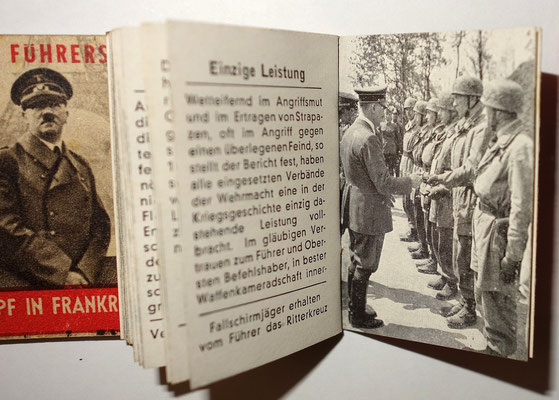 FÜHRERS
PF IN FRANKR
Einzige Leistung
Wetteifernd im Angriffsmut
und im Ertragen von Strapa-
zen, oft im Angriff gegen
einen überlegenen Feind, so
stellt der Bericht fest, haben
alle eingesetzten Verbände
der Wehrmacht eine in der
Kriegsgeschichte einzig da-
stehende Leistung voll-
bracht. Im gläubigen Ver-
trauen zum Führer und Ober-
sten Befehlshaber, in bester
Waffenkameradschaft inner-
Fallschirmjäger erhalten
vom Führer das Ritterkreuz